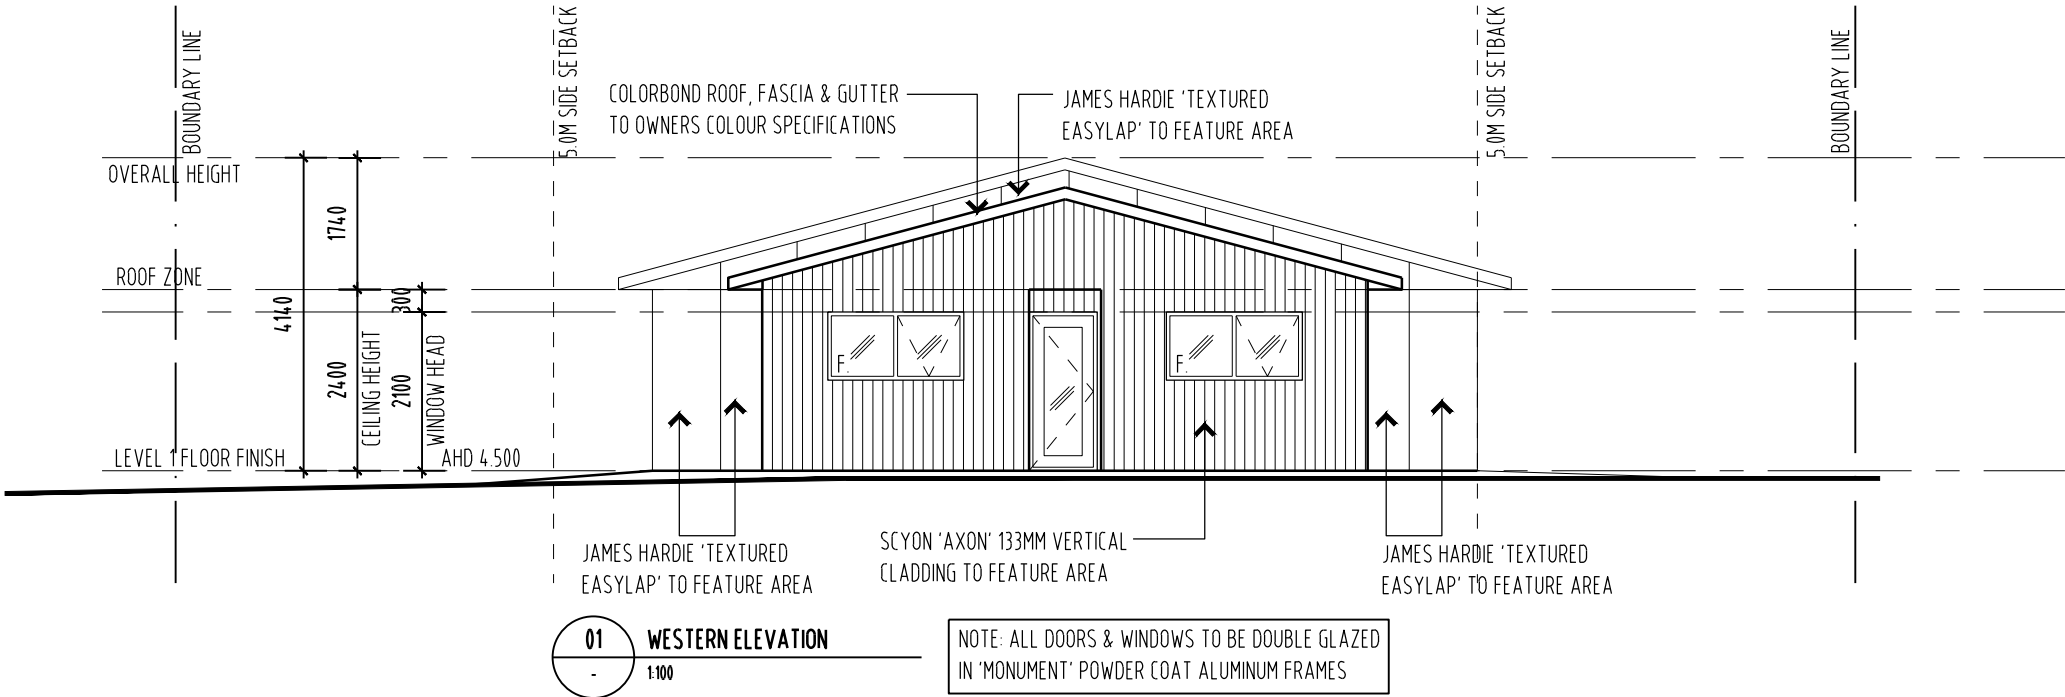 BOUNDARY LINE
5.0M SIDE SETBACK
5.0M SIDE SETBACK
BOUNDARY LINE
COLORBOND ROOF, FASCIA & GUTTER
TO OWNERS COLOUR SPECIFICATIONS
JAMES HARDIE 'TEXTURED
EASYLAP' TO FEATURE AREA
OVERALL HEIGHT
1740
ROOF ZONE
4140
300
2400
CEILING HEIGHT
2100
WINDOW HEAD
F.
F.
LEVEL 1 FLOOR FINISH
AHD 4.500
JAMES HARDIE 'TEXTURED
EASYLAP' TO FEATURE AREA
SCYON 'AXON' 133MM VERTICAL
CLADDING TO FEATURE AREA
JAMES HARDIE 'TEXTURED
EASYLAP' TO FEATURE AREA
01
-
WESTERN ELEVATION
1:100
NOTE: ALL DOORS & WINDOWS TO BE DOUBLE GLAZED
IN 'MONUMENT' POWDER COAT ALUMINUM FRAMES